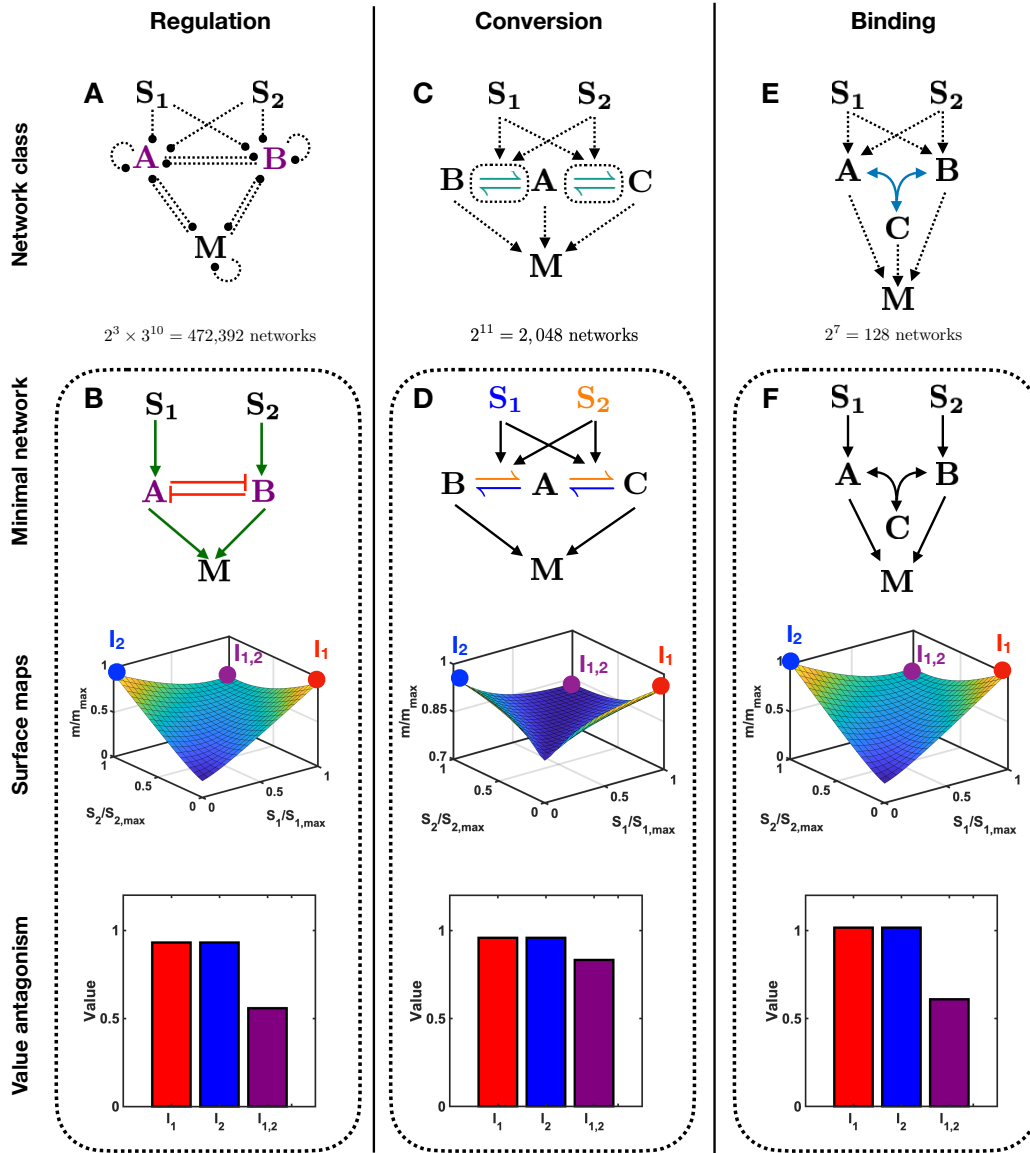 Regulation
Conversion
Binding
Network class
A
S1
S2
A
B
M
2^3 × 3^10 = 472,392 networks
C
S1
S2
B
A
C
M
2^11 = 2,048 networks
E
S1
S2
A
B
C
M
2^7 = 128 networks
Minimal network
B
S1
S2
A
B
M
D
S1
S2
B
A
C
M
F
S1
S2
A
B
C
M
Surface maps
I2
I1,2
I1
m/mmax
1
0.5
0
1
0.5
0
S2/S2,max
0
0.5
1
S1/S1,max
I2
I1,2
I1
m/mmax
1
0.85
0.7
1
0.5
0
S2/S2,max
0
0.5
1
S1/S1,max
I2
I1,2
I1
m/mmax
1
0.5
0
1
0.5
0
S2/S2,max
0
0.5
1
S1/S1,max
Value antagonism
Value
1
0.5
0
I1
I2
I1,2
Value
1
0.5
0
I1
I2
I1,2
Value
1
0.5
0
I1
I2
I1,2